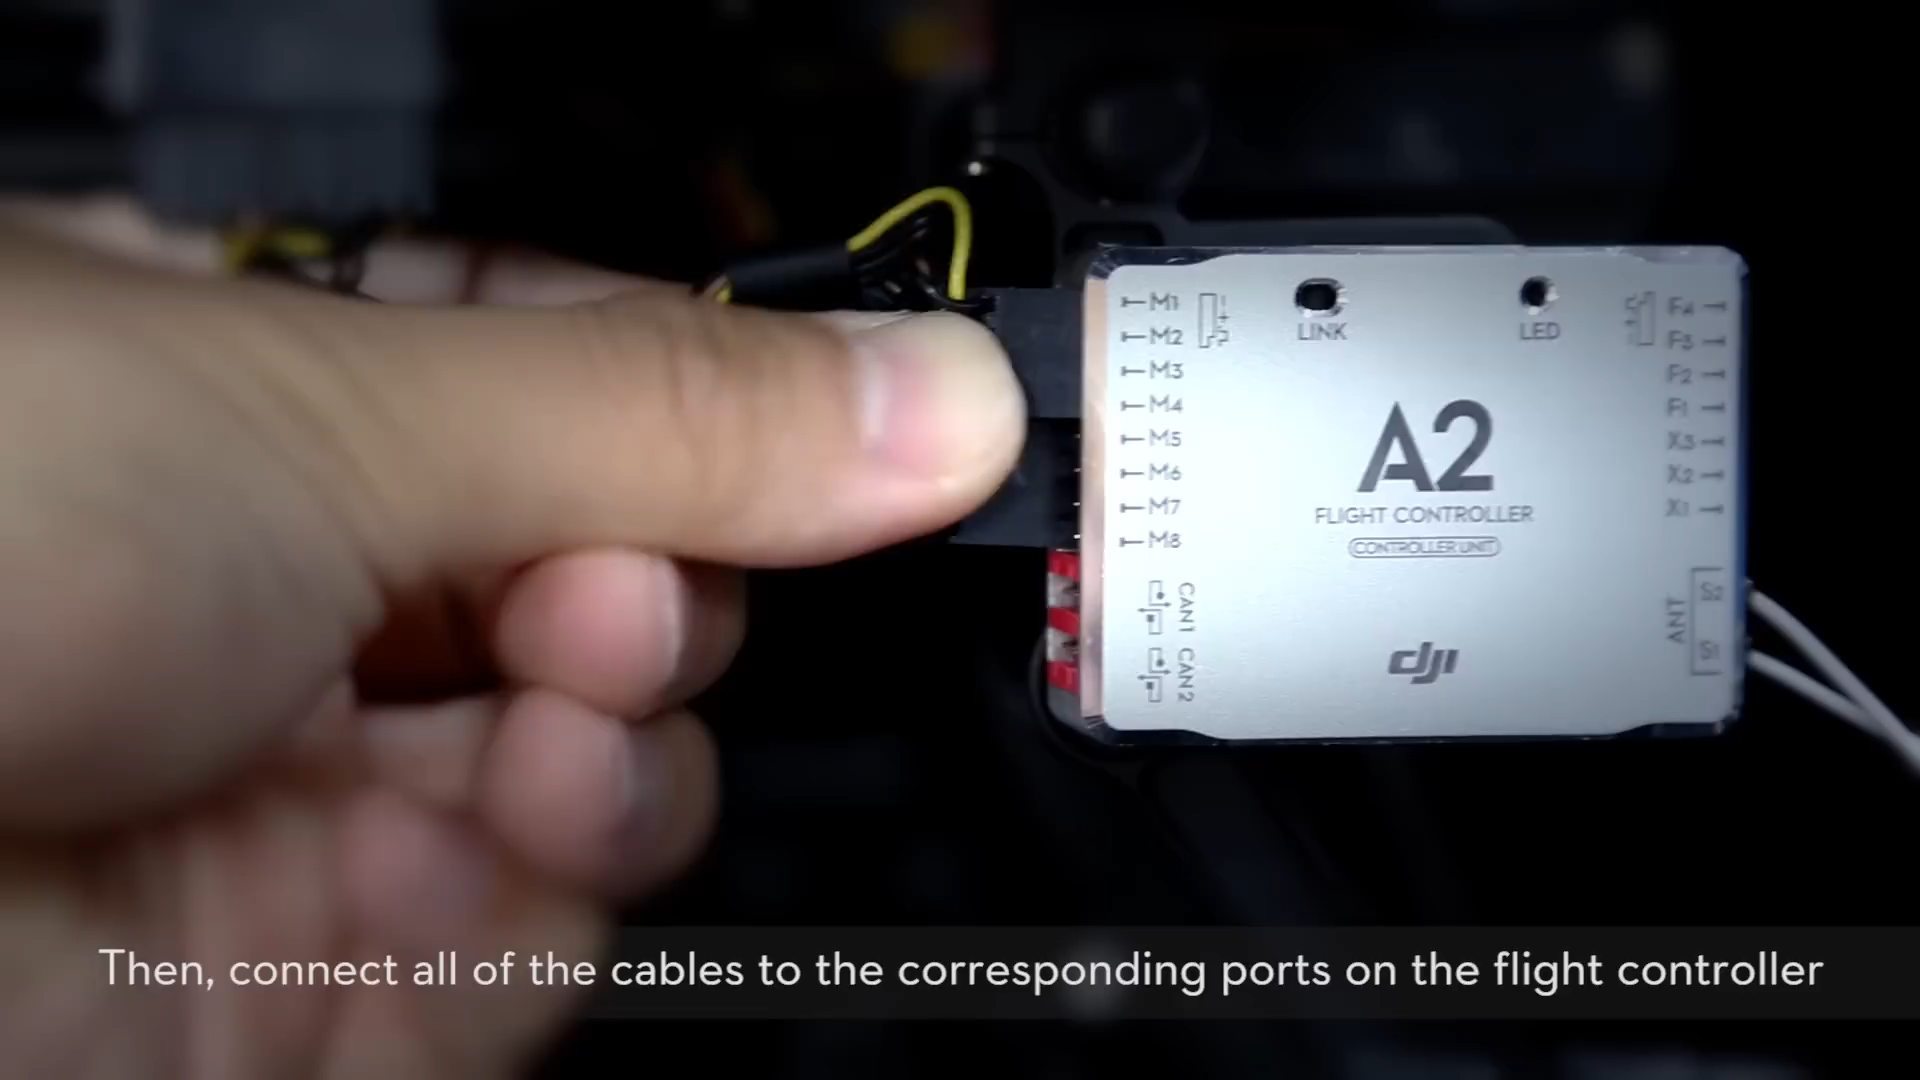 M1
M2
M3
M4
M5
M6
M7
M8
CAN1
CAN2
LINK
LED
A2
FLIGHT CONTROLLER
CONTROLLER UNIT
dji
F4
F3
F2
F1
X3
X2
X1
ANT
S2
S1
Then, connect all of the cables to the corresponding ports on the flight controller